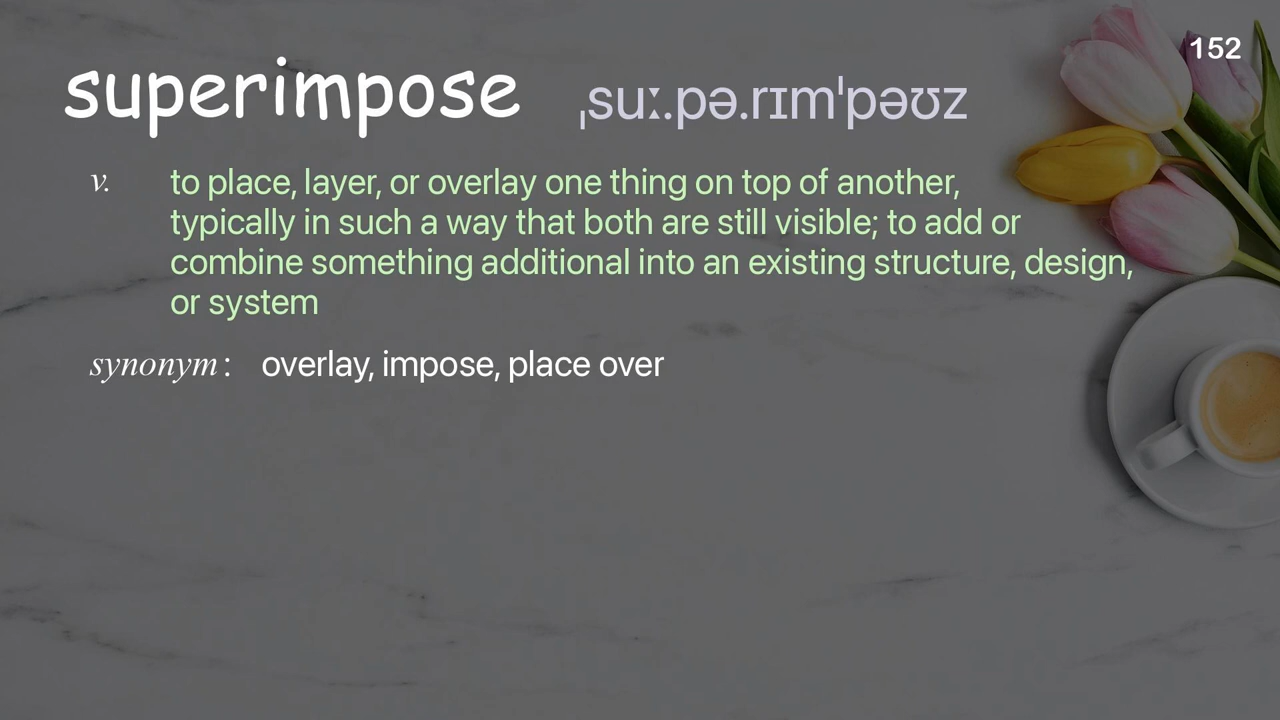 152
superimpose ˌsuː.pə.rɪmˈpəʊz
v. to place, layer, or overlay one thing on top of another,
typically in such a way that both are still visible; to add or
combine something additional into an existing structure, design,
or system
synonym : overlay, impose, place over